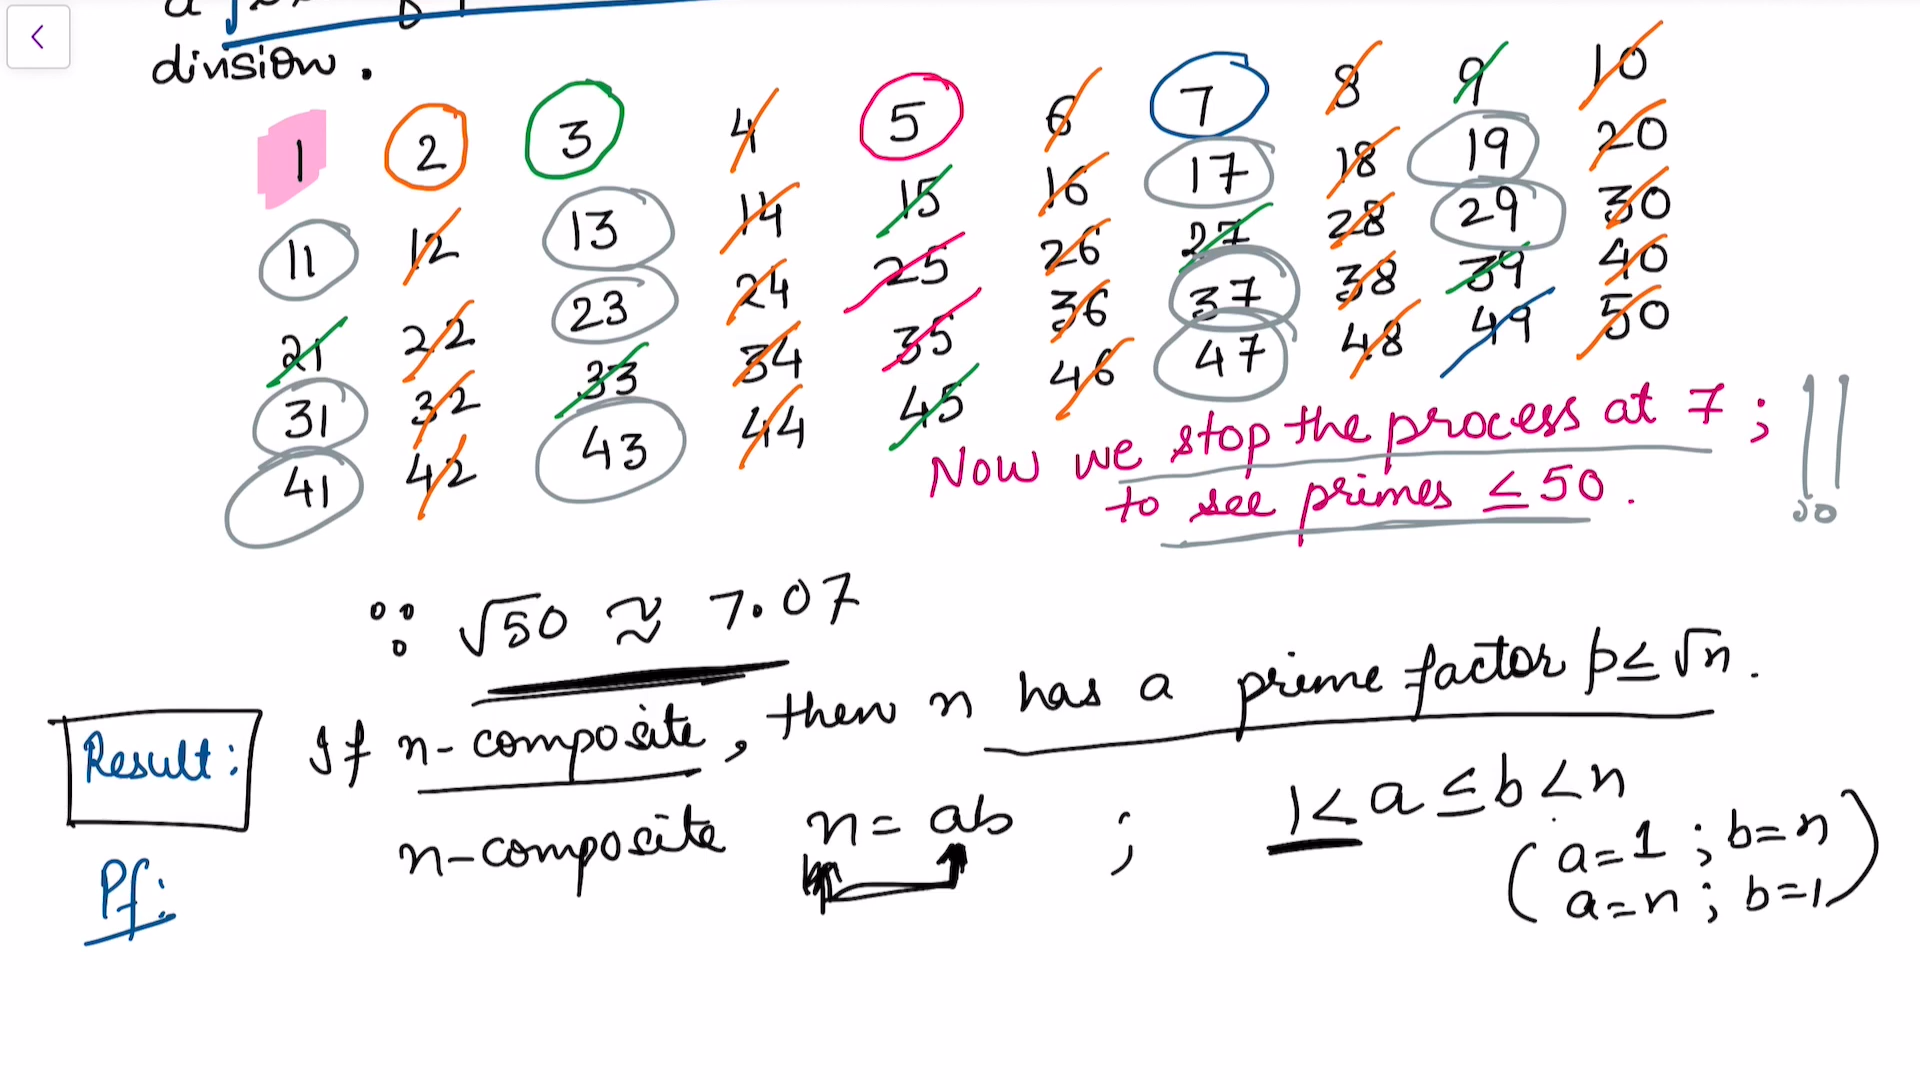 division .
1 2 3 4 5 6 7 8 9 10
11 12 13 14 15 16 17 18 19 20
21 22 23 24 25 26 27 28 29 30
31 32 33 34 35 36 37 38 39 40
41 42 43 44 45 46 47 48 49 50
Now we stop the process at 7 ; !!
to see primes ≤ 50 .
∵ √50 ≈ 7.07
Result: If n-composite, then n has a prime factor p ≤ √n .
Pf: n-composite n = ab ; 1 < a ≤ b < n
(a=1 ; b=n
a=n ; b=1)